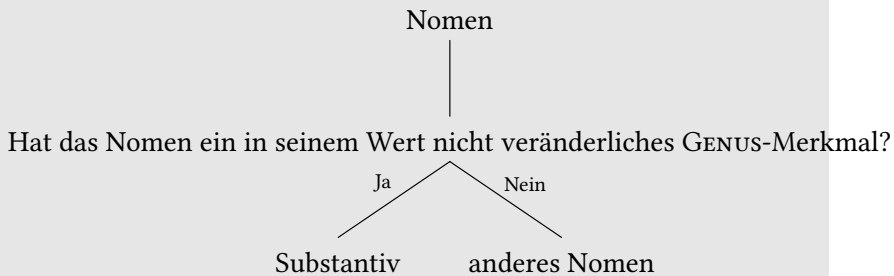 Nomen
Hat das Nomen ein in seinem Wert nicht veränderliches GENUS-Merkmal?
Ja Nein
Substantiv anderes Nomen